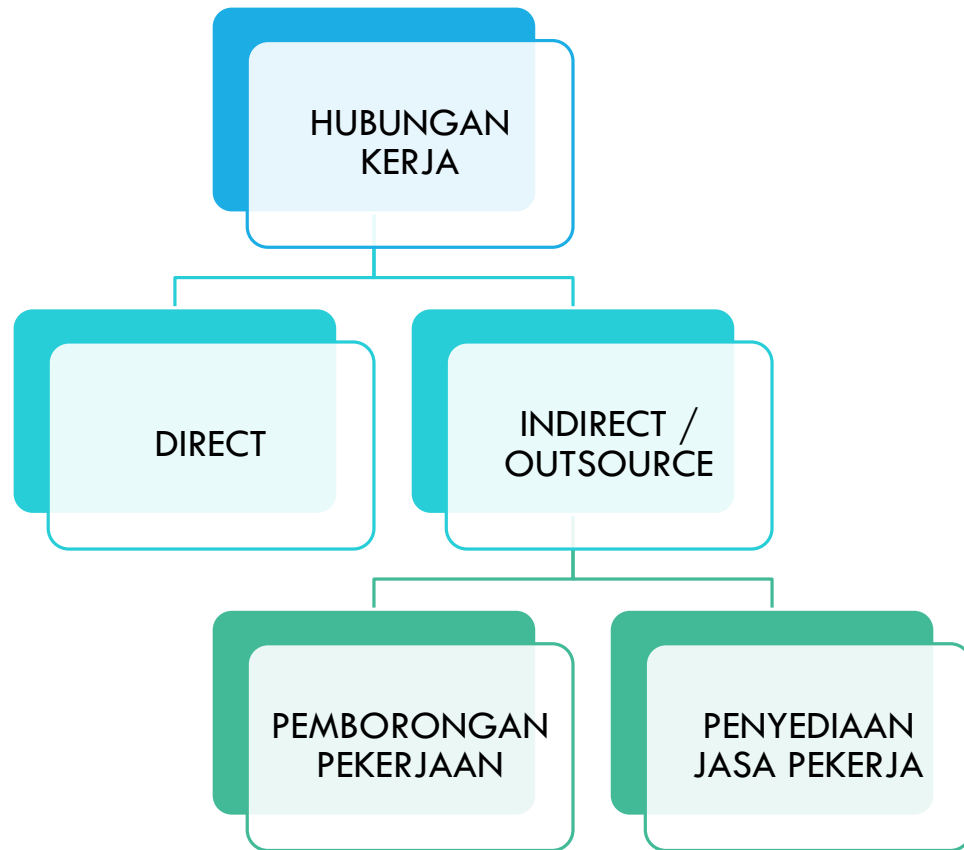 HUBUNGAN
KERJA
DIRECT
INDIRECT /
OUTSOURCE
PEMBORONGAN
PEKERJAAN
PENYEDIAAN
JASA PEKERJA